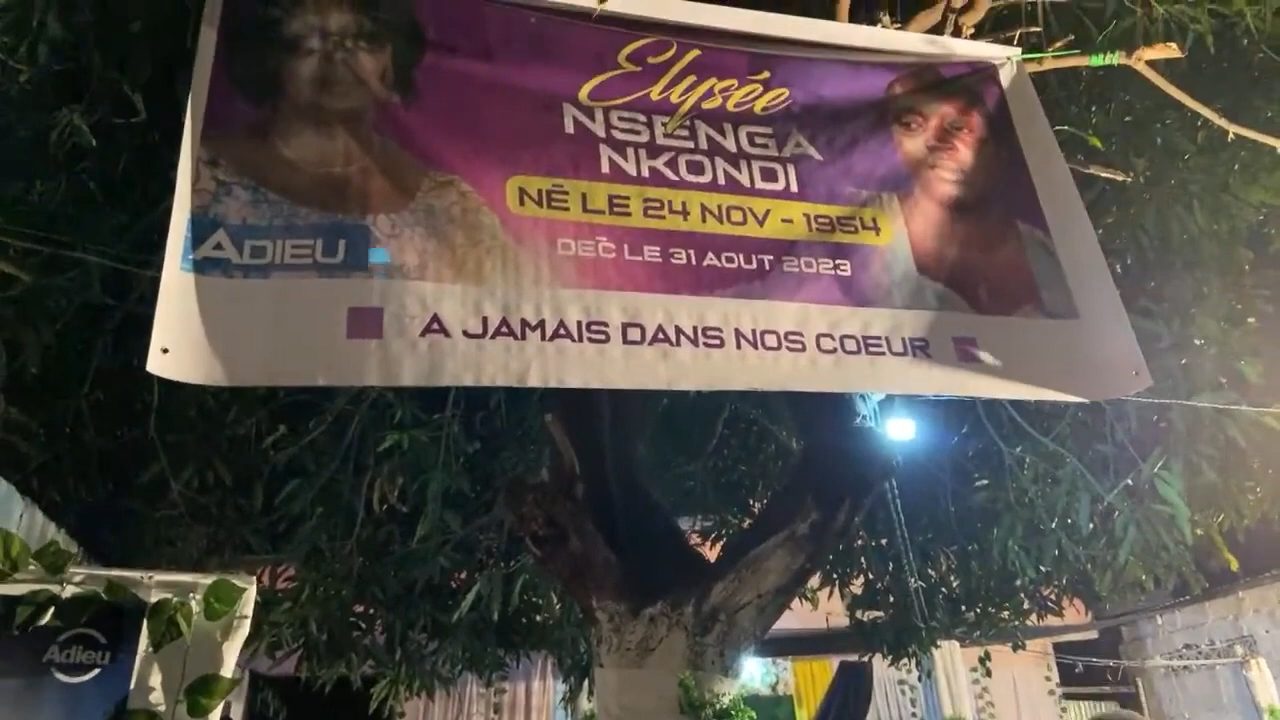 Elysée
NSENGA
NKONDI
NÉ LE 24 NOV - 1954
DEC LE 31 AOUT 2023
ADIEU
A JAMAIS DANS NOS COEUR
Adieu